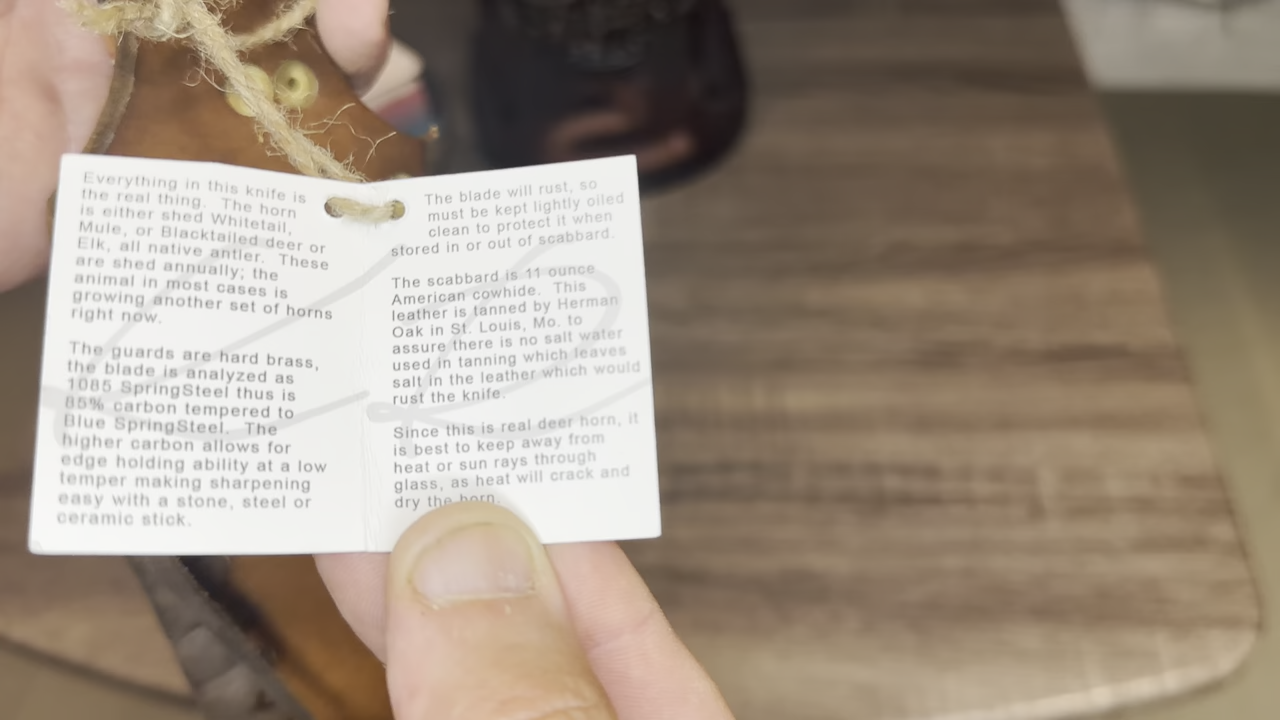 Everything in this knife is
the real thing. The horn
is either shed Whitetail,
Mule, or Blacktailed deer or
Elk, all native antler. These
are shed annually; the
animal in most cases is
growing another set of horns
right now.
The guards are hard brass,
the blade is analyzed as
1085 SpringSteel thus is
85% carbon tempered to
Blue SpringSteel. The
higher carbon allows for
edge holding ability at a low
temper making sharpening
easy with a stone, steel or
ceramic stick.
The blade will rust, so
must be kept lightly oiled
clean to protect it when
stored in or out of scabbard.
The scabbard is 11 ounce
American cowhide. This
leather is tanned by Herman
Oak in St. Louis, Mo. to
assure there is no salt water
used in tanning which leaves
salt in the leather which would
rust the knife.
Since this is real deer horn, it
is best to keep away from
heat or sun rays through
glass, as heat will crack and
dry the horn.